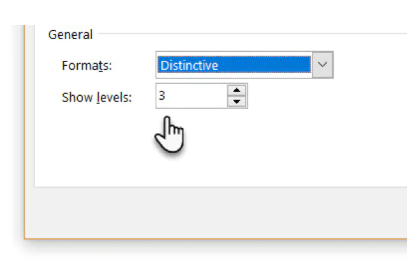 General
Formats:
Distinctive
Show levels:
3